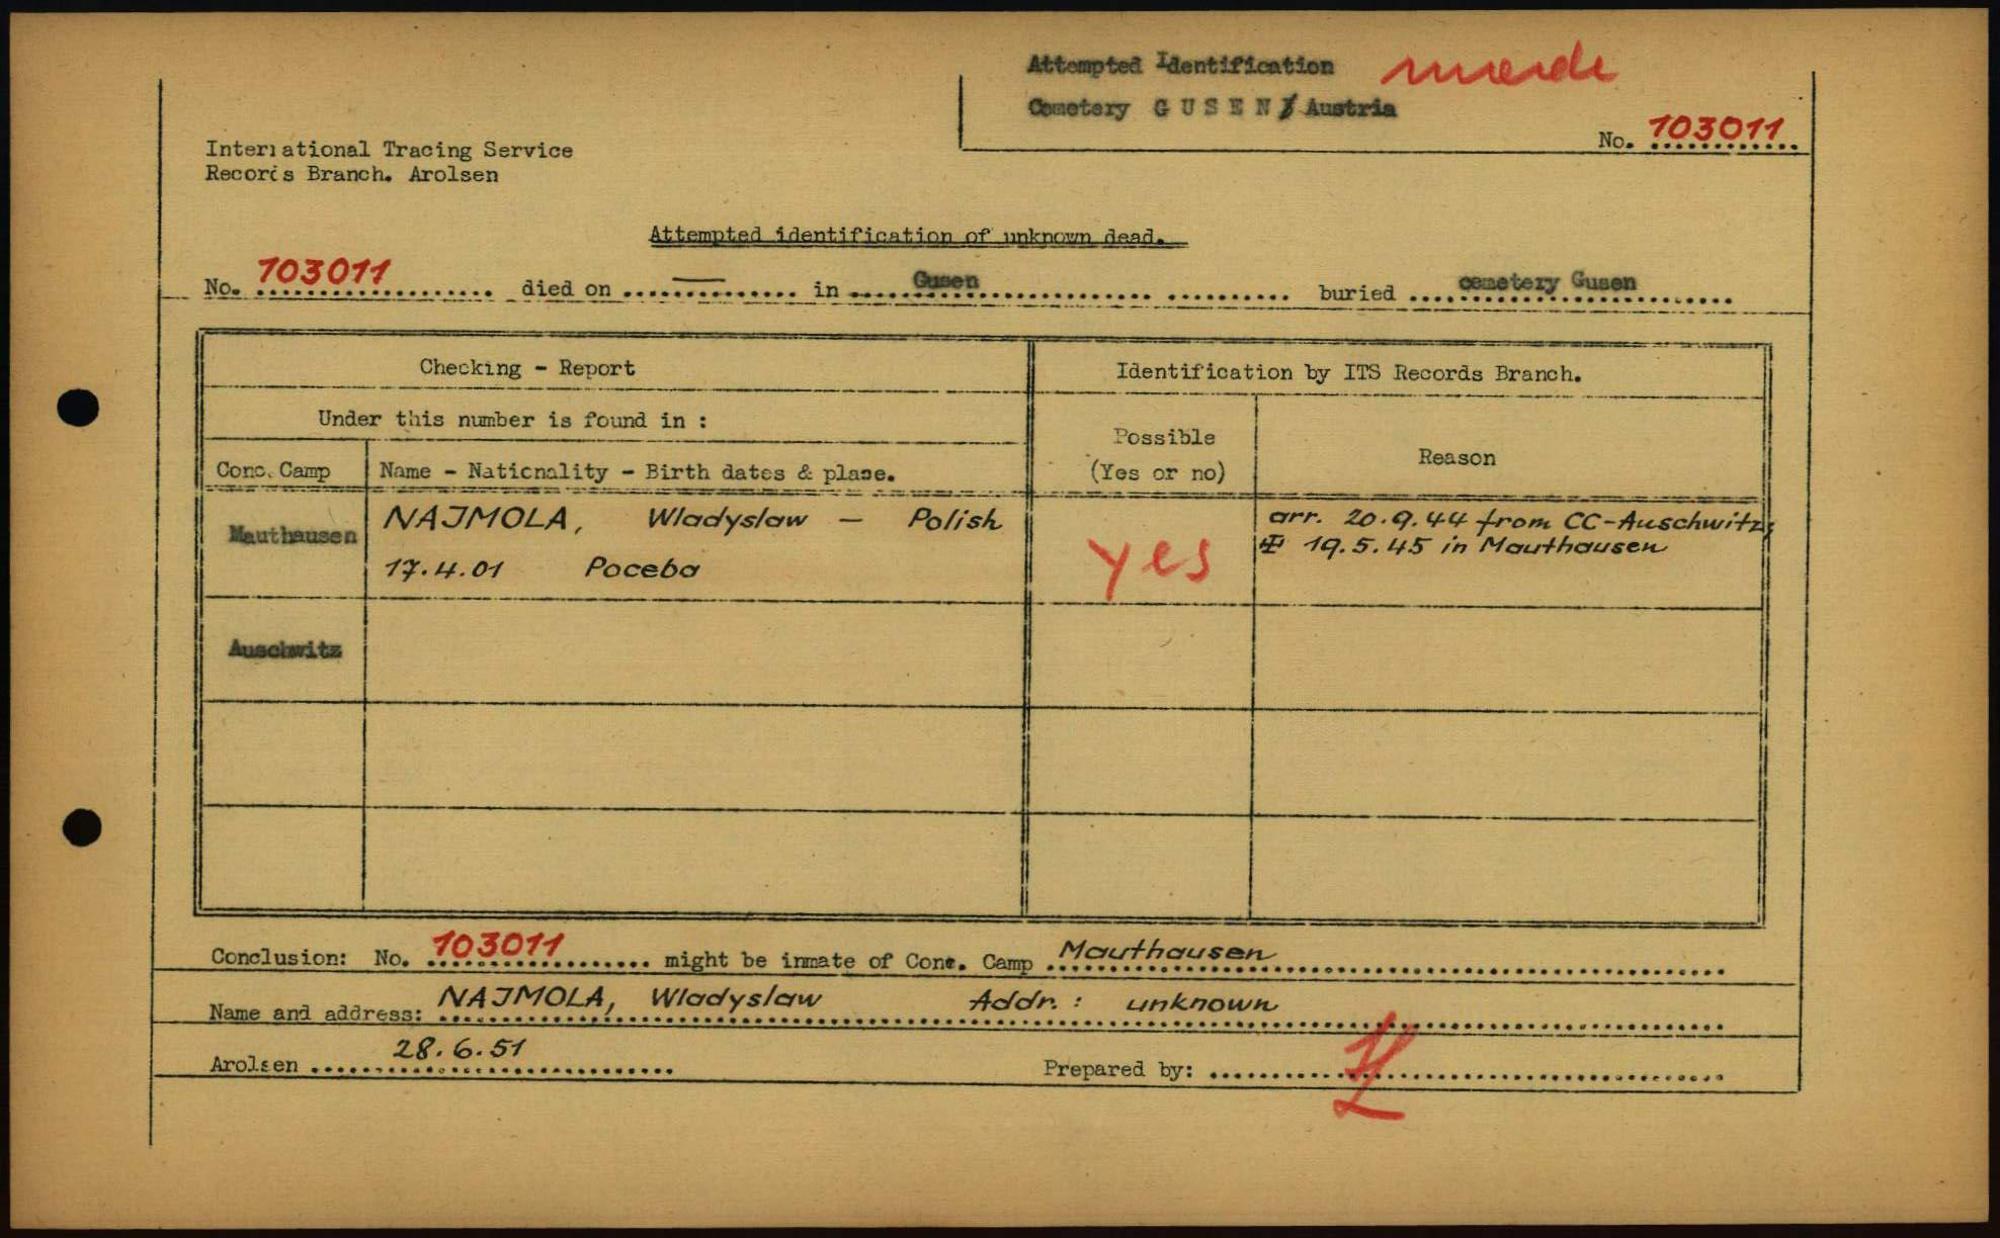 Attempted Identification made
Cemetery G U S E N / Austria
No. 103011
International Tracing Service
Records Branch. Arolsen
Attempted identification of unknown dead.
No. 103011 died on — in Gusen buried cemetery Gusen
Checking - Report
Identification by ITS Records Branch.
Under this number is found in :
Possible
(Yes or no)
Reason
Conc. Camp
Name - Nationality - Birth dates & place.
Mauthausen
NAJMOLA, Wladyslaw — Polish
17.4.01 Poceba
yes
arr. 20.9.44 from CC-Auschwitz,
19.5.45 in Mauthausen
Auschwitz
Conclusion: No. 103011 might be inmate of Conc. Camp Mauthausen
Name and address: NAJMOLA, Wladyslaw Addr.: unknown
Arolsen 28.6.51 Prepared by: